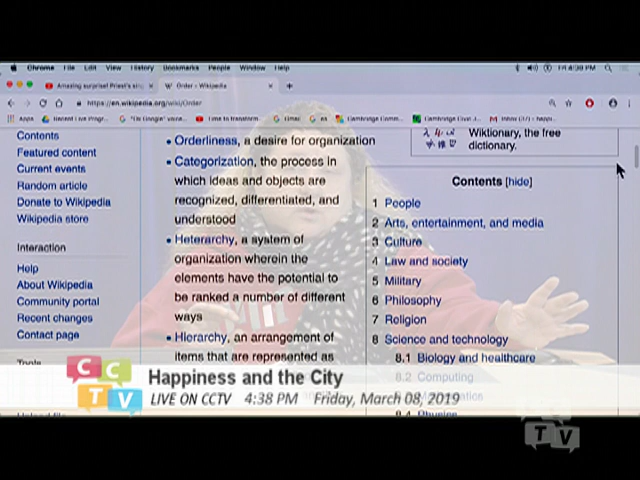 Chrome File Edit View History Bookmarks People Window Help Fri 4:38 PM
Order - Wikipedia
https://en.wikipedia.org/wiki/Order
Apps
Contents
Featured content
Current events
Random article
Donate to Wikipedia
Wikipedia store
Interaction
Help
About Wikipedia
Community portal
Recent changes
Contact page
Tools
Orderliness, a desire for organization
Categorization, the process in
which ideas and objects are
recognized, differentiated, and
understood
Heterarchy, a system of
organization wherein the
elements have the potential to
be ranked a number of different
ways
Hierarchy, an arrangement of
items that are represented as
Wiktionary, the free
dictionary.
Contents [hide]
1 People
2 Arts, entertainment, and media
3 Culture
4 Law and society
5 Military
6 Philosophy
7 Religion
8 Science and technology
8.1 Biology and healthcare
8.2 Computing
CCTV
Happiness and the City
LIVE ON CCTV 4:38 PM Friday, March 08, 2019
TV